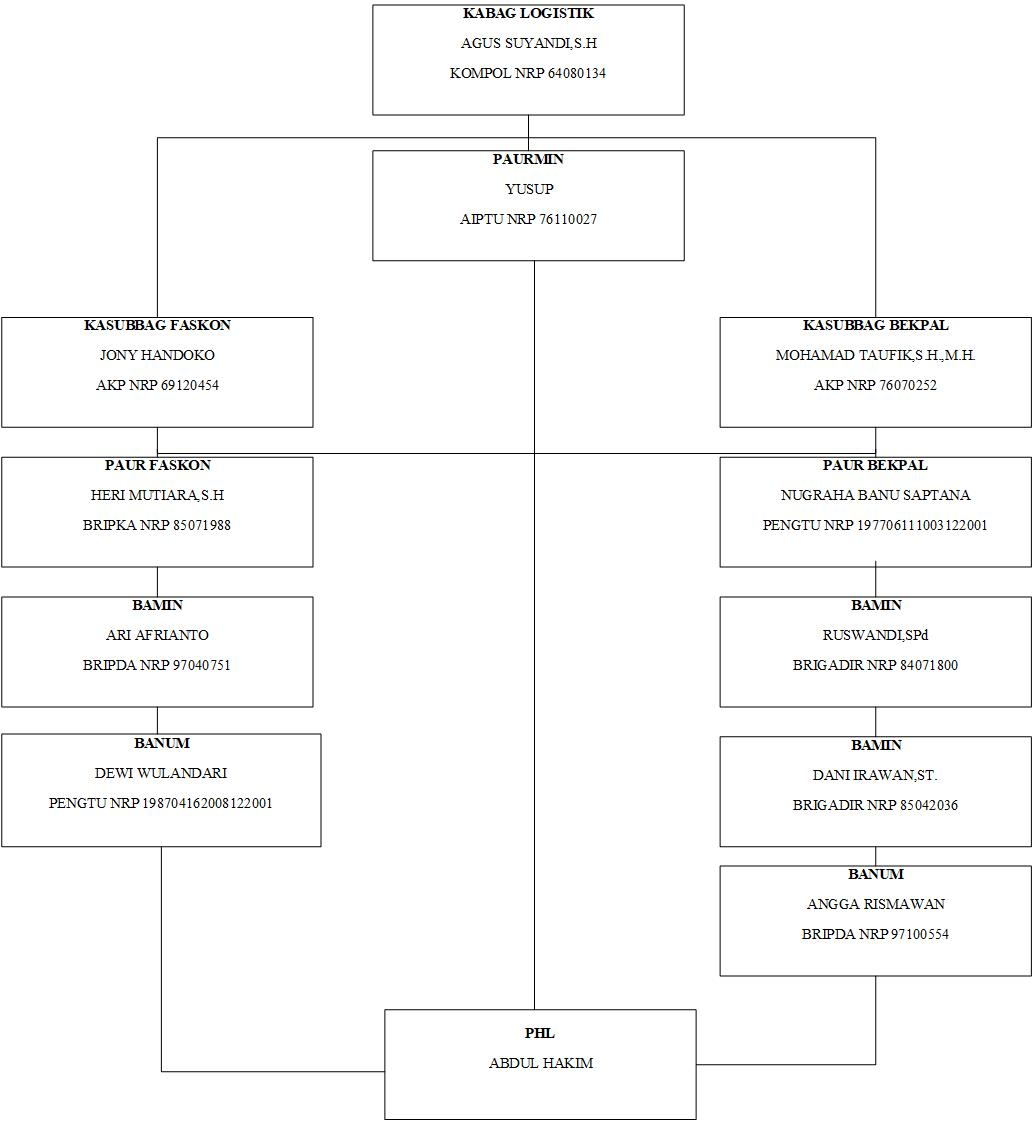 KABAG LOGISTIK
AGUS SUYANDI,S.H
KOMPOL NRP 64080134
PAURMIN
YUSUP
AIPTU NRP 76110027
KASUBBAG FASKON
JONY HANDOKO
AKP NRP 69120454
KASUBBAG BEKPAL
MOHAMAD TAUFIK,S.H.,M.H.
AKP NRP 76070252
PAUR FASKON
HERI MUTIARA,S.H
BRIPKA NRP 85071988
PAUR BEKPAL
NUGRAHA BANU SAPTANA
PENGTU NRP 197706111003122001
BAMIN
ARI AFRIANTO
BRIPDA NRP 97040751
BAMIN
RUSWANDI,SPd
BRIGADIR NRP 84071800
BANUM
DEWI WULANDARI
PENGTU NRP 198704162008122001
BAMIN
DANI IRAWAN,ST.
BRIGADIR NRP 85042036
BANUM
ANGGA RISMAWAN
BRIPDA NRP 97100554
PHL
ABDUL HAKIM